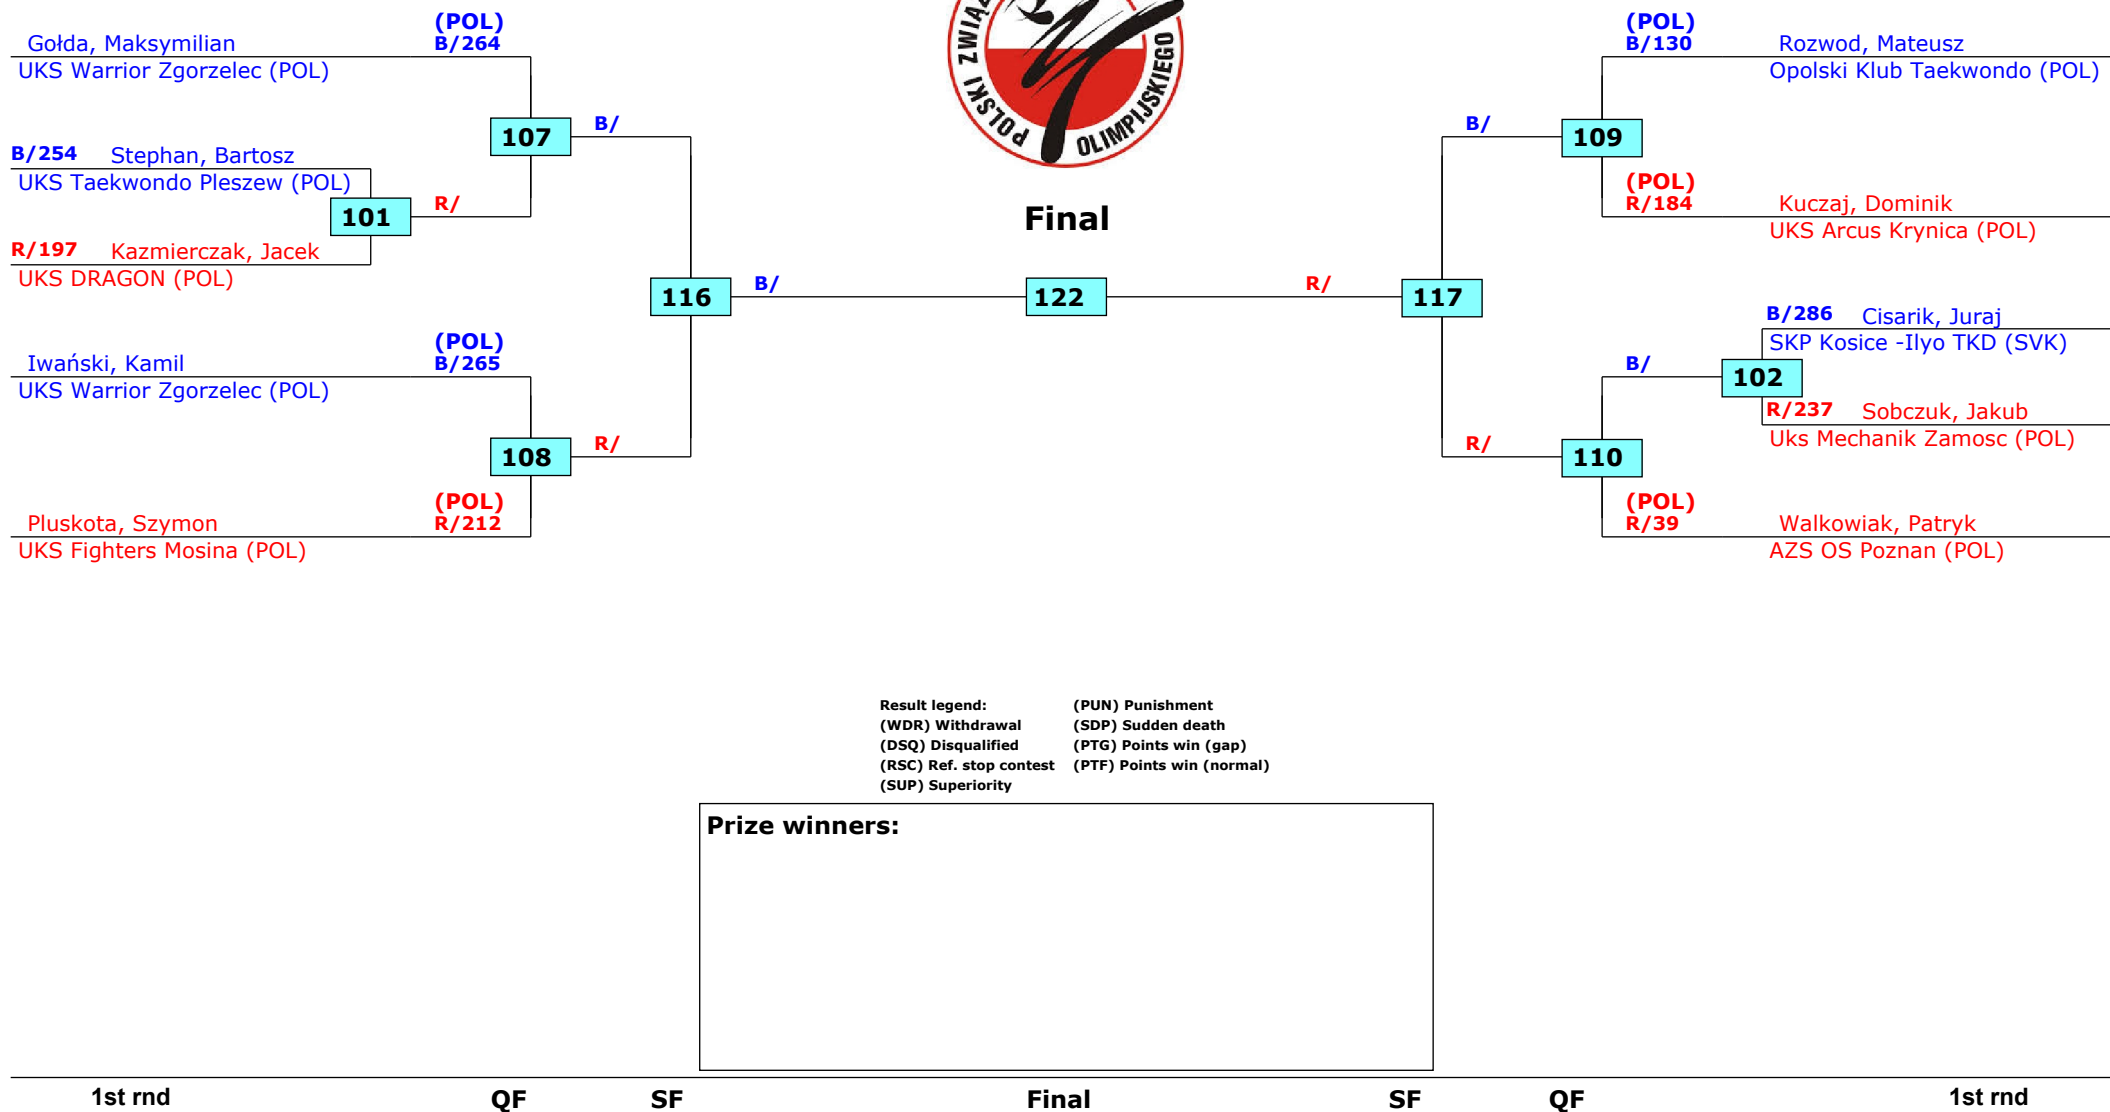 POLSKI ZWIĄZ
OLIMPIJSKIEGO
(POL)
Gołda, Maksymilian B/264
UKS Warrior Zgorzelec (POL)
107
B/
B/254 Stephan, Bartosz
UKS Taekwondo Pleszew (POL)
101
R/
R/197 Kazmierczak, Jacek
UKS DRAGON (POL)
116
B/
(POL)
Iwański, Kamil B/265
UKS Warrior Zgorzelec (POL)
108
R/
(POL)
Pluskota, Szymon R/212
UKS Fighters Mosina (POL)
Final
122
(POL)
B/130 Rozwod, Mateusz
Opolski Klub Taekwondo (POL)
B/
109
(POL)
R/184 Kuczaj, Dominik
UKS Arcus Krynica (POL)
R/
117
B/286 Cisarik, Juraj
SKP Kosice -Ilyo TKD (SVK)
B/
102
R/237 Sobczuk, Jakub
Uks Mechanik Zamosc (POL)
R/
110
(POL)
R/39 Walkowiak, Patryk
AZS OS Poznan (POL)
Result legend: (PUN) Punishment
(WDR) Withdrawal (SDP) Sudden death
(DSQ) Disqualified (PTG) Points win (gap)
(RSC) Ref. stop contest (PTF) Points win (normal)
(SUP) Superiority
Prize winners:
1st rnd QF SF Final SF QF 1st rnd